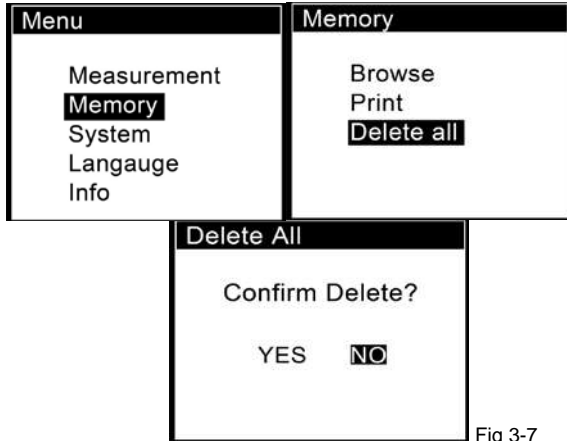 Menu
Measurement
Memory
System
Langauge
Info
Memory
Browse
Print
Delete all
Delete All
Confirm Delete?
YES NO
Fig 3-7